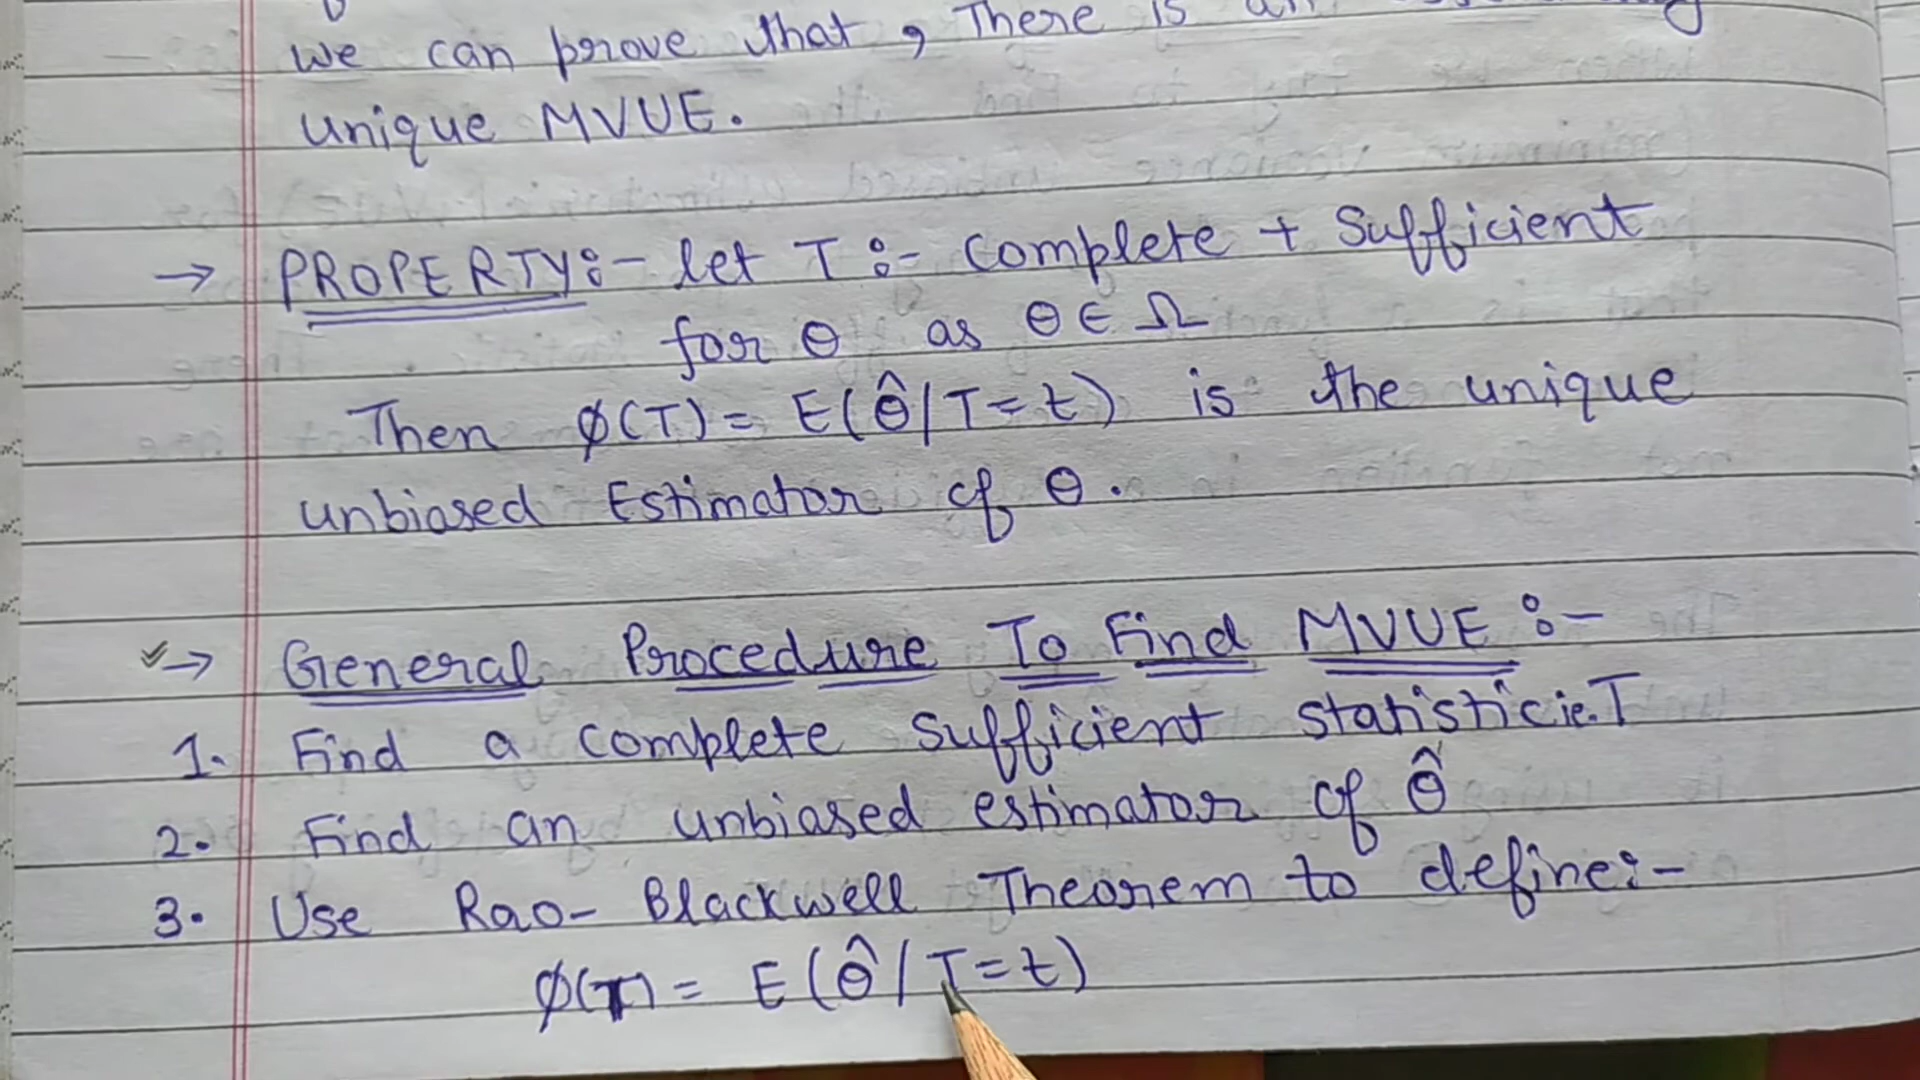 we can prove that, There is an
unique MVUE.
→ PROPERTY:- let T :- Complete + Sufficient
for θ as θ ∈ Ω
Then φ(T) = E(θ̂/T=t) is the unique
unbiased Estimator of θ.
✓→ General Procedure To Find MVUE :-
1. Find a complete sufficient statistic i.e. T
2. Find an unbiased estimator of θ̂
3. Use Rao-Blackwell Theorem to define:-
φ(T) = E(θ̂/T=t)